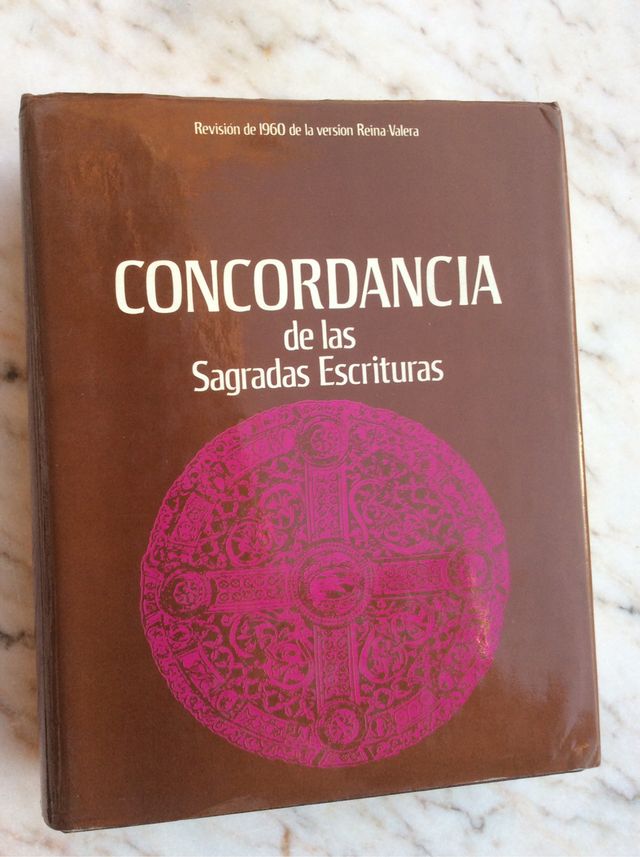 Revisión de 1960 de la version Reina-Valera
CONCORDANCIA
de las
Sagradas Escrituras